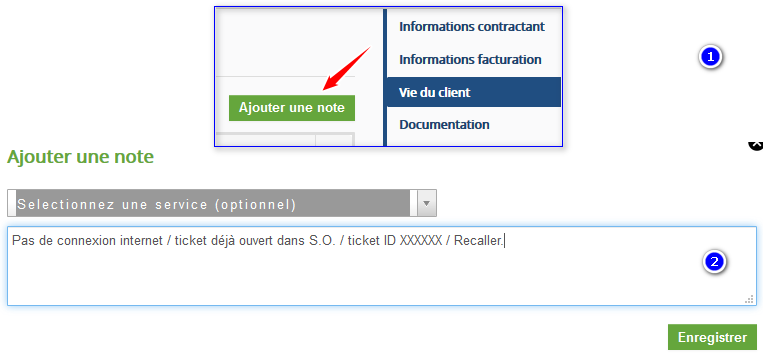 Informations contractant
Informations facturation
1
Vie du client
Ajouter une note
Documentation
Ajouter une note
Selectionnez une service (optionnel)
Pas de connexion internet / ticket déjà ouvert dans S.O. / ticket ID XXXXXX / Recaller.
2
Enregistrer